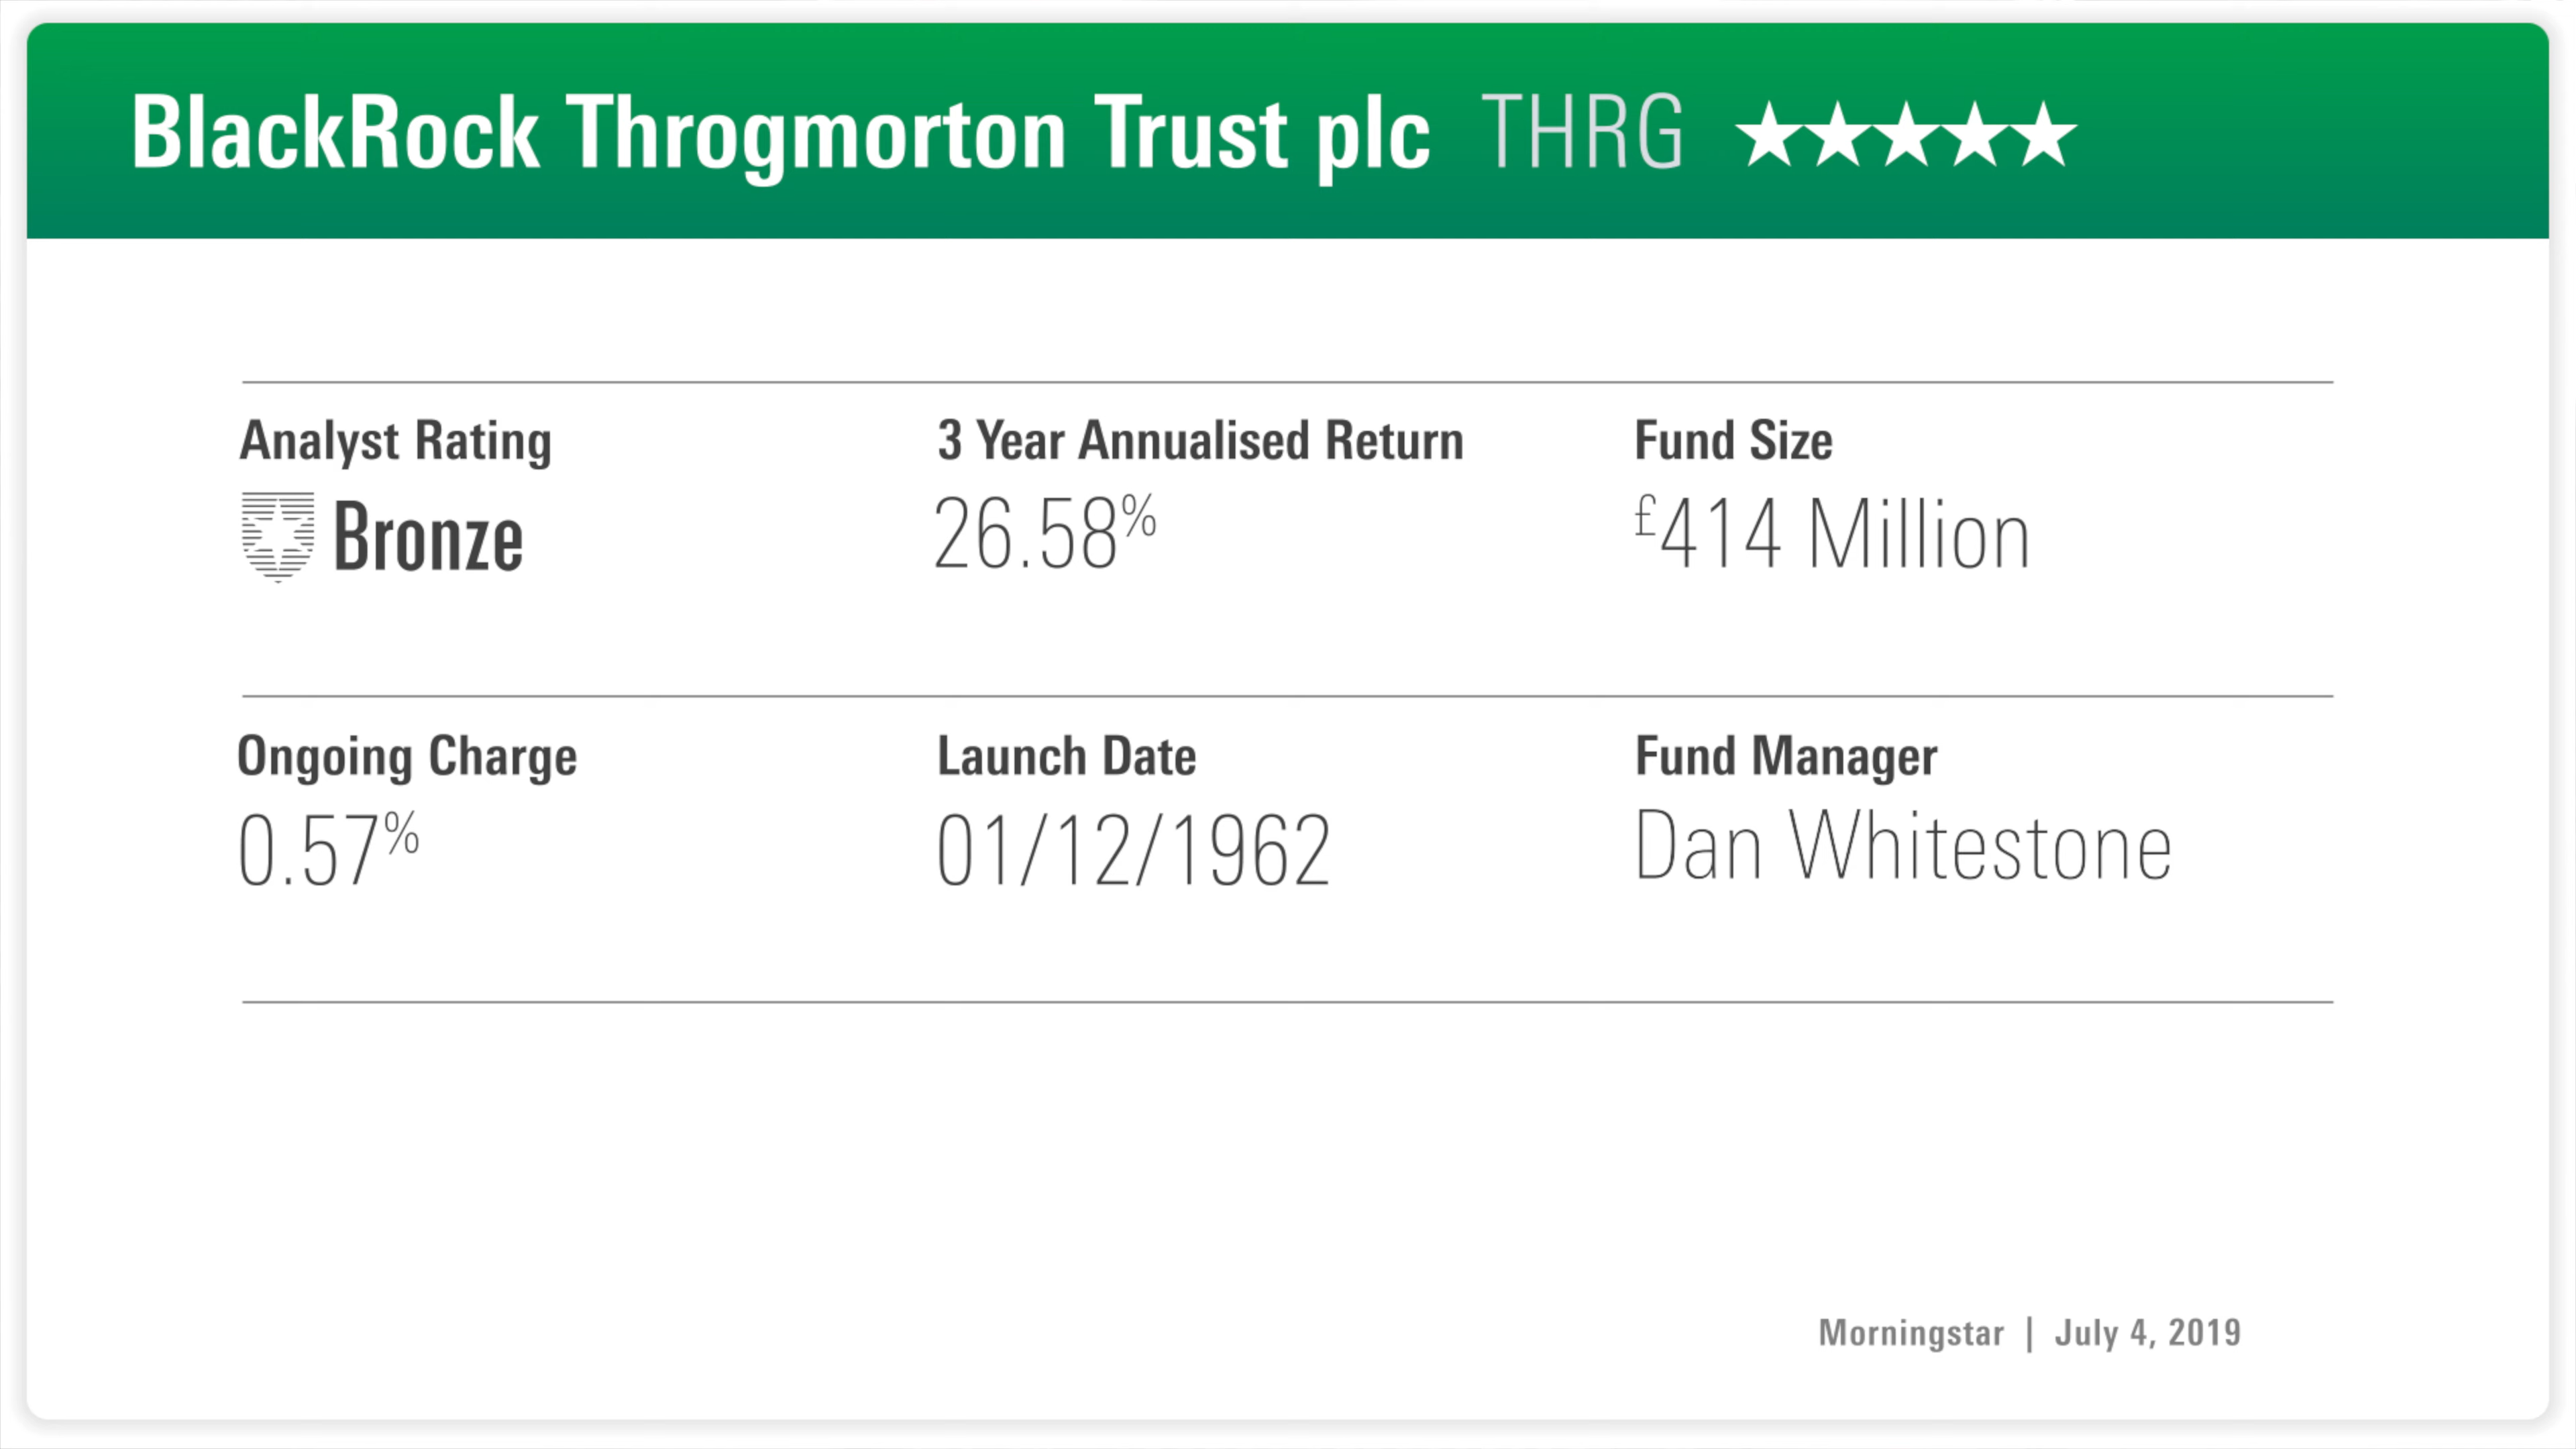 BlackRock Throgmorton Trust plc THRG ★★★★★
Analyst Rating
Bronze
3 Year Annualised Return
26.58%
Fund Size
£414 Million
Ongoing Charge
0.57%
Launch Date
01/12/1962
Fund Manager
Dan Whitestone
Morningstar | July 4, 2019